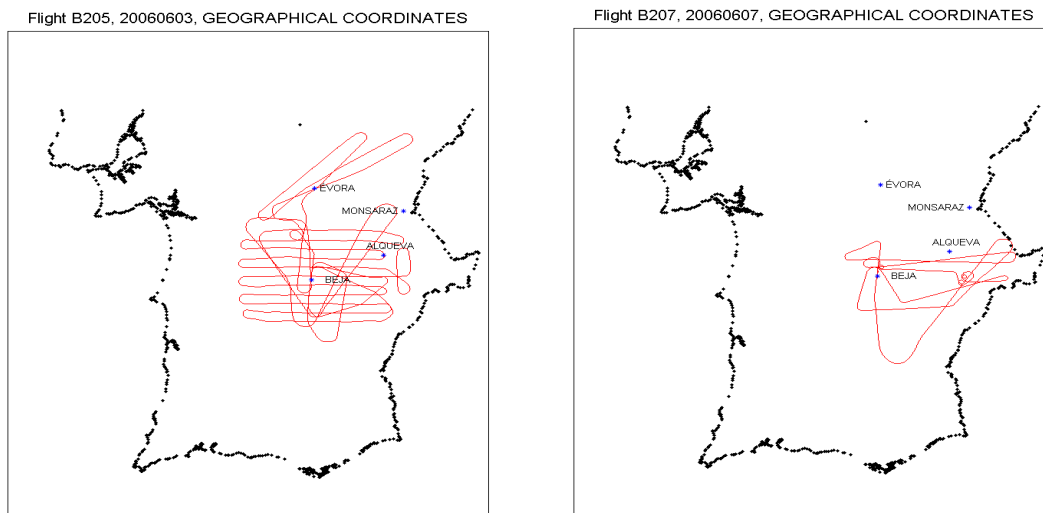 Flight B205, 20060603, GEOGRAPHICAL COORDINATES
ÉVORA
MONSARAZ
ALQUEVA
BEJA
Flight B207, 20060607, GEOGRAPHICAL COORDINATES
ÉVORA
MONSARAZ
ALQUEVA
BEJA